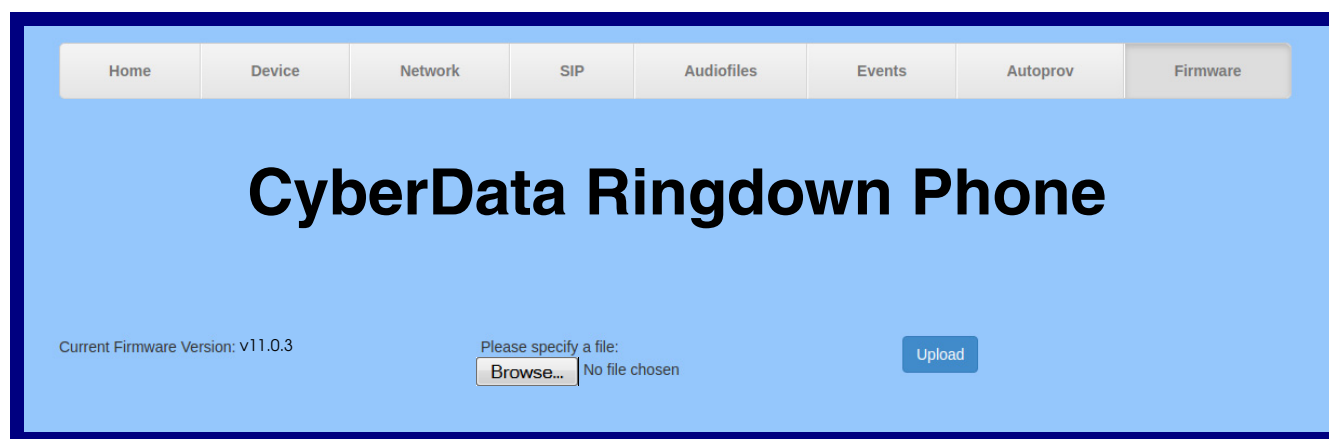 Home Device Network SIP Audiofiles Events Autoprov Firmware
CyberData Ringdown Phone
Current Firmware Version: v11.0.3
Please specify a file:
Browse... No file chosen
Upload